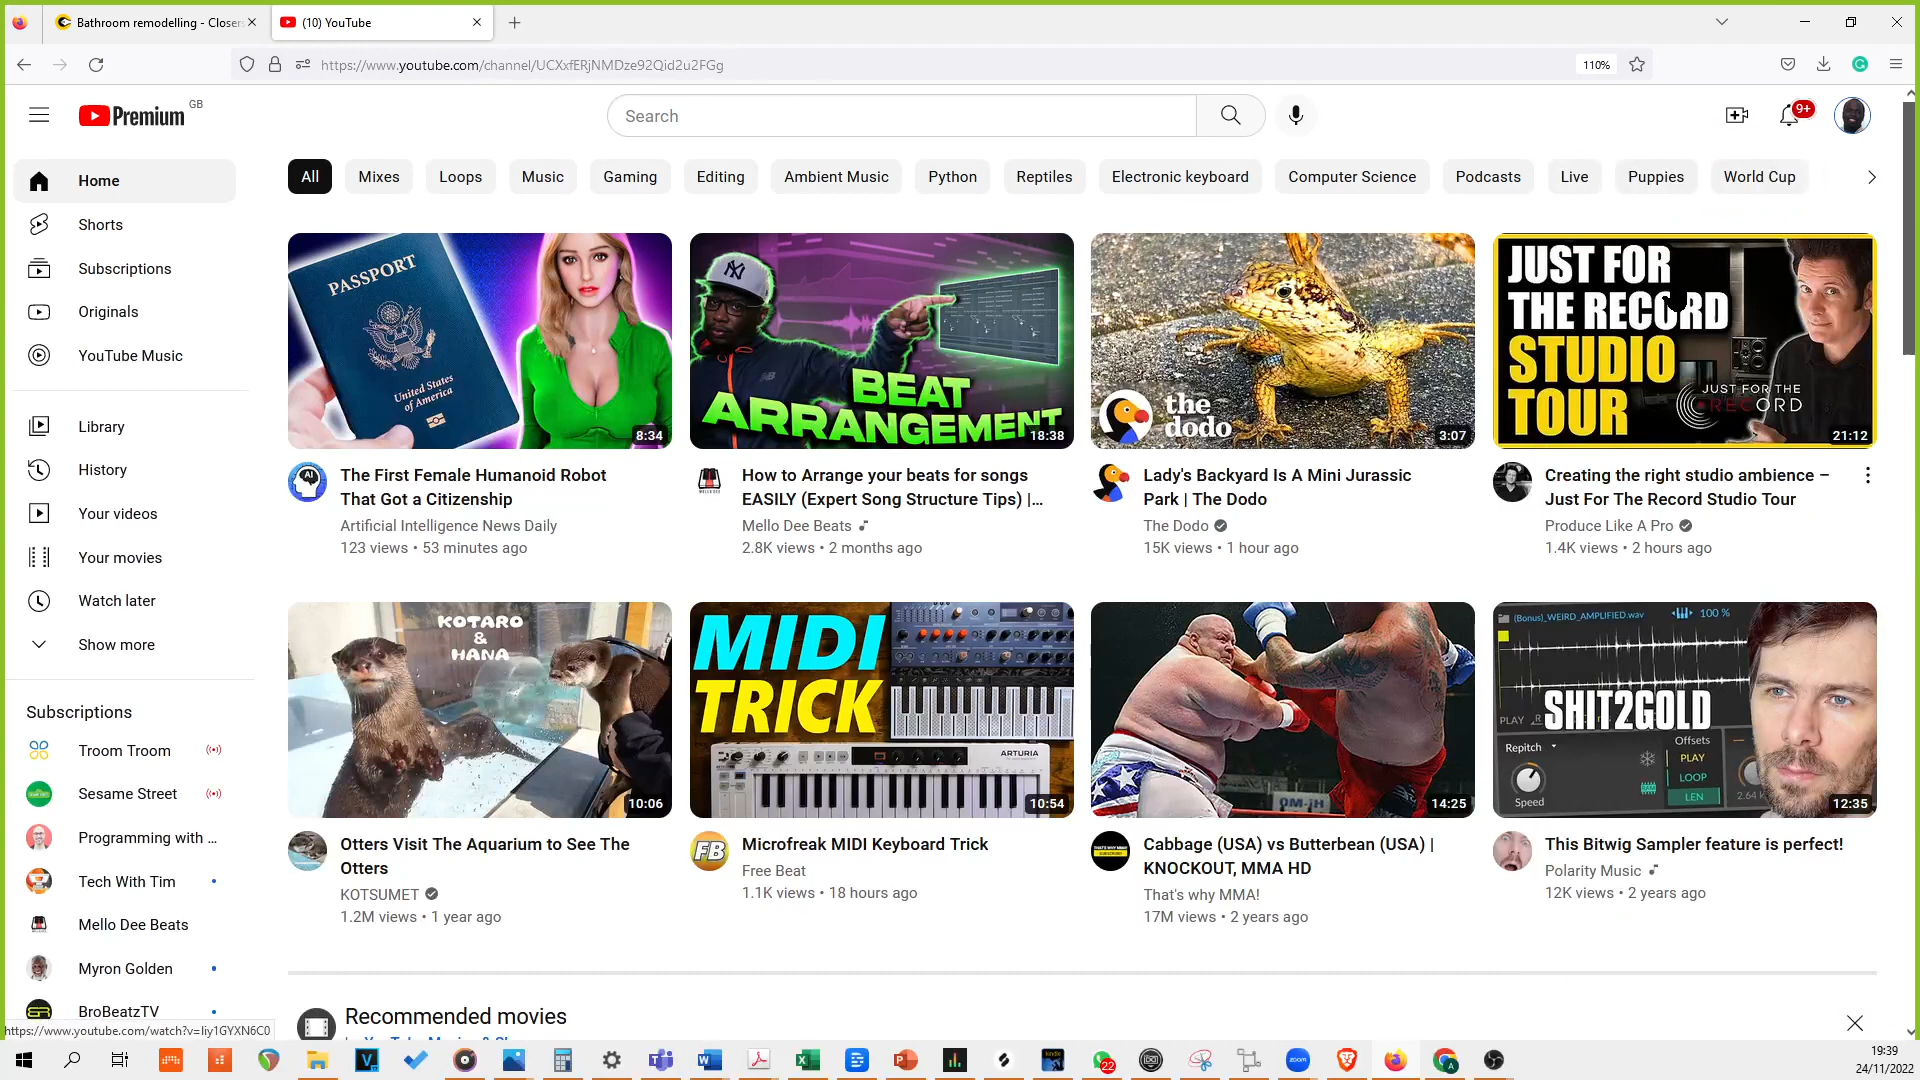 Bathroom remodelling - Closer
(10) YouTube
https://www.youtube.com/channel/UCXxfERjNMDze92Qid2u2FGg
110%
Premium
GB
Search
9+
Home
Shorts
Subscriptions
Originals
YouTube Music
Library
History
Your videos
Your movies
Watch later
Show more
Subscriptions
Troom Troom
Sesame Street
Programming with ...
Tech With Tim
Mello Dee Beats
Myron Golden
BroBeatzTV
https://www.youtube.com/watch?v=Iiy1GYXN6C0
All
Mixes
Loops
Music
Gaming
Editing
Ambient Music
Python
Reptiles
Electronic keyboard
Computer Science
Podcasts
Live
Puppies
World Cup
PASSPORT
United States
of America
8:34
AI
The First Female Humanoid Robot
That Got a Citizenship
Artificial Intelligence News Daily
123 views • 53 minutes ago
BEAT
ARRANGEMENT
18:38
How to Arrange your beats for songs
EASILY (Expert Song Structure Tips) |...
Mello Dee Beats
2.8K views • 2 months ago
the
dodo
3:07
Lady's Backyard Is A Mini Jurassic
Park | The Dodo
The Dodo
15K views • 1 hour ago
JUST FOR
THE RECORD
STUDIO
TOUR
JUST FOR THE
RECORD
21:12
Creating the right studio ambience –
Just For The Record Studio Tour
Produce Like A Pro
1.4K views • 2 hours ago
KOTARO
&
HANA
10:06
Otters Visit The Aquarium to See The
Otters
KOTSUMET
1.2M views • 1 year ago
MIDI
TRICK
ARTURIA
10:54
FB
Microfreak MIDI Keyboard Trick
Free Beat
1.1K views • 18 hours ago
14:25
Cabbage (USA) vs Butterbean (USA) |
KNOCKOUT, MMA HD
That's why MMA!
17M views • 2 years ago
(Bonus)_WEIRD_AMPLIFIED.wav
100 %
SHIT2GOLD
PLAY
Repitch
Offsets
PLAY
LOOP
LEN
Speed
2.64 K
12:35
This Bitwig Sampler feature is perfect!
Polarity Music
12K views • 2 years ago
Recommended movies
22
zoom
19:39
24/11/2022